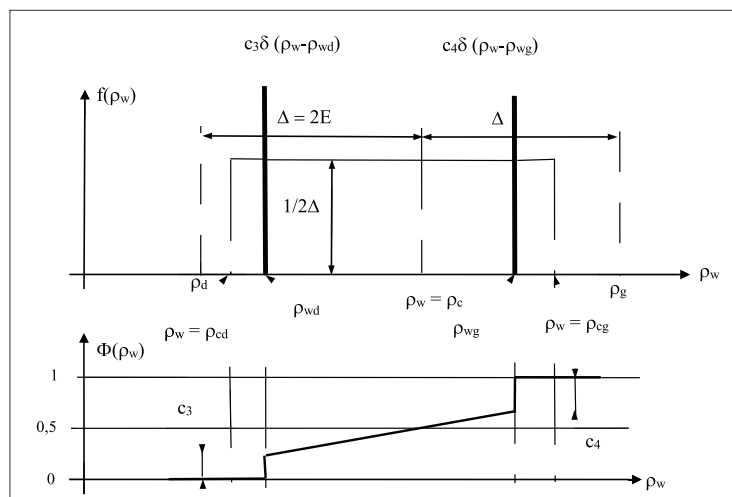 c₃δ (ρw-ρwd) c₄δ (ρw-ρwg)
f(ρw)
Δ = 2E Δ
1/2Δ
ρw
ρd ρw = ρc ρg
ρwd
ρw = ρcd ρwg ρw = ρcg
Φ(ρw)
1
c₃
0,5
c₄
0 ρw